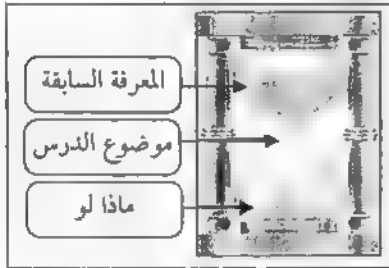 المعرفة السابقة
موضوع الدرس
ماذا لو